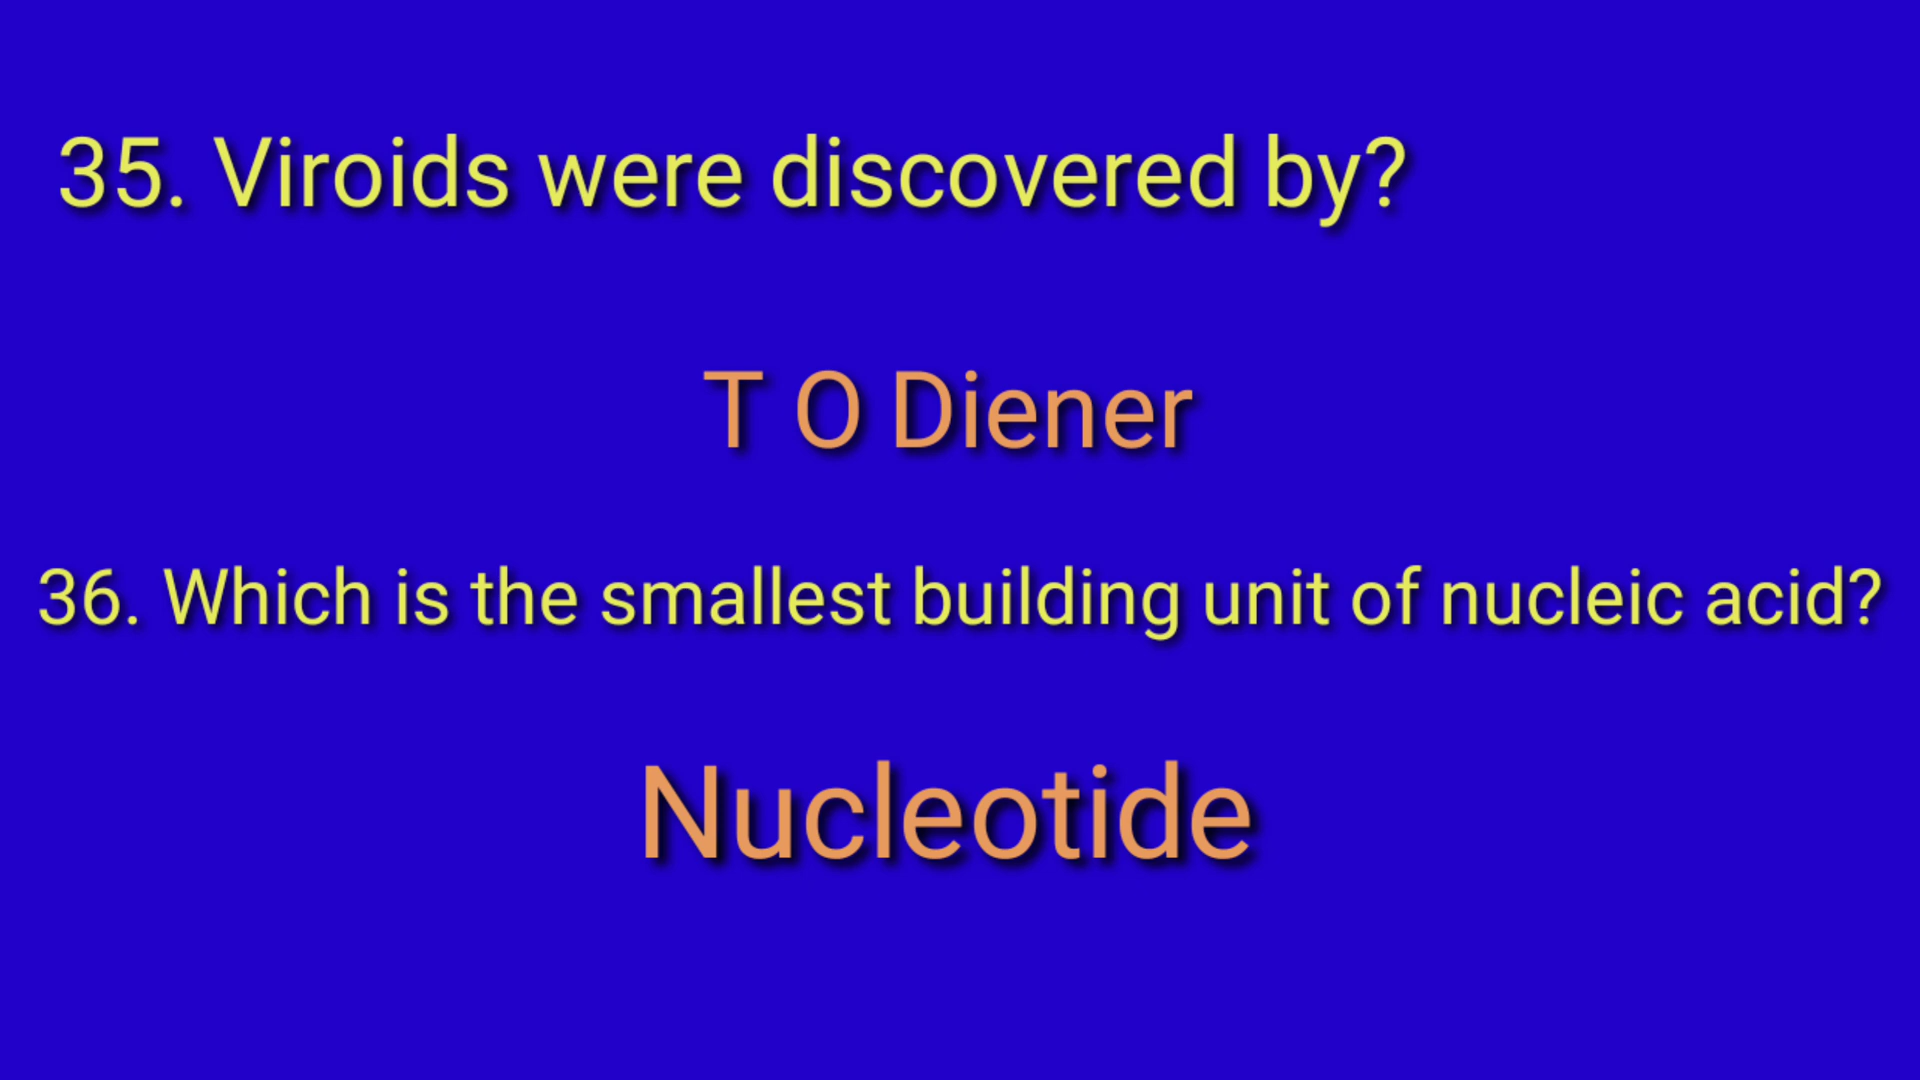 35. Viroids were discovered by?
T O Diener
36. Which is the smallest building unit of nucleic acid?
Nucleotide